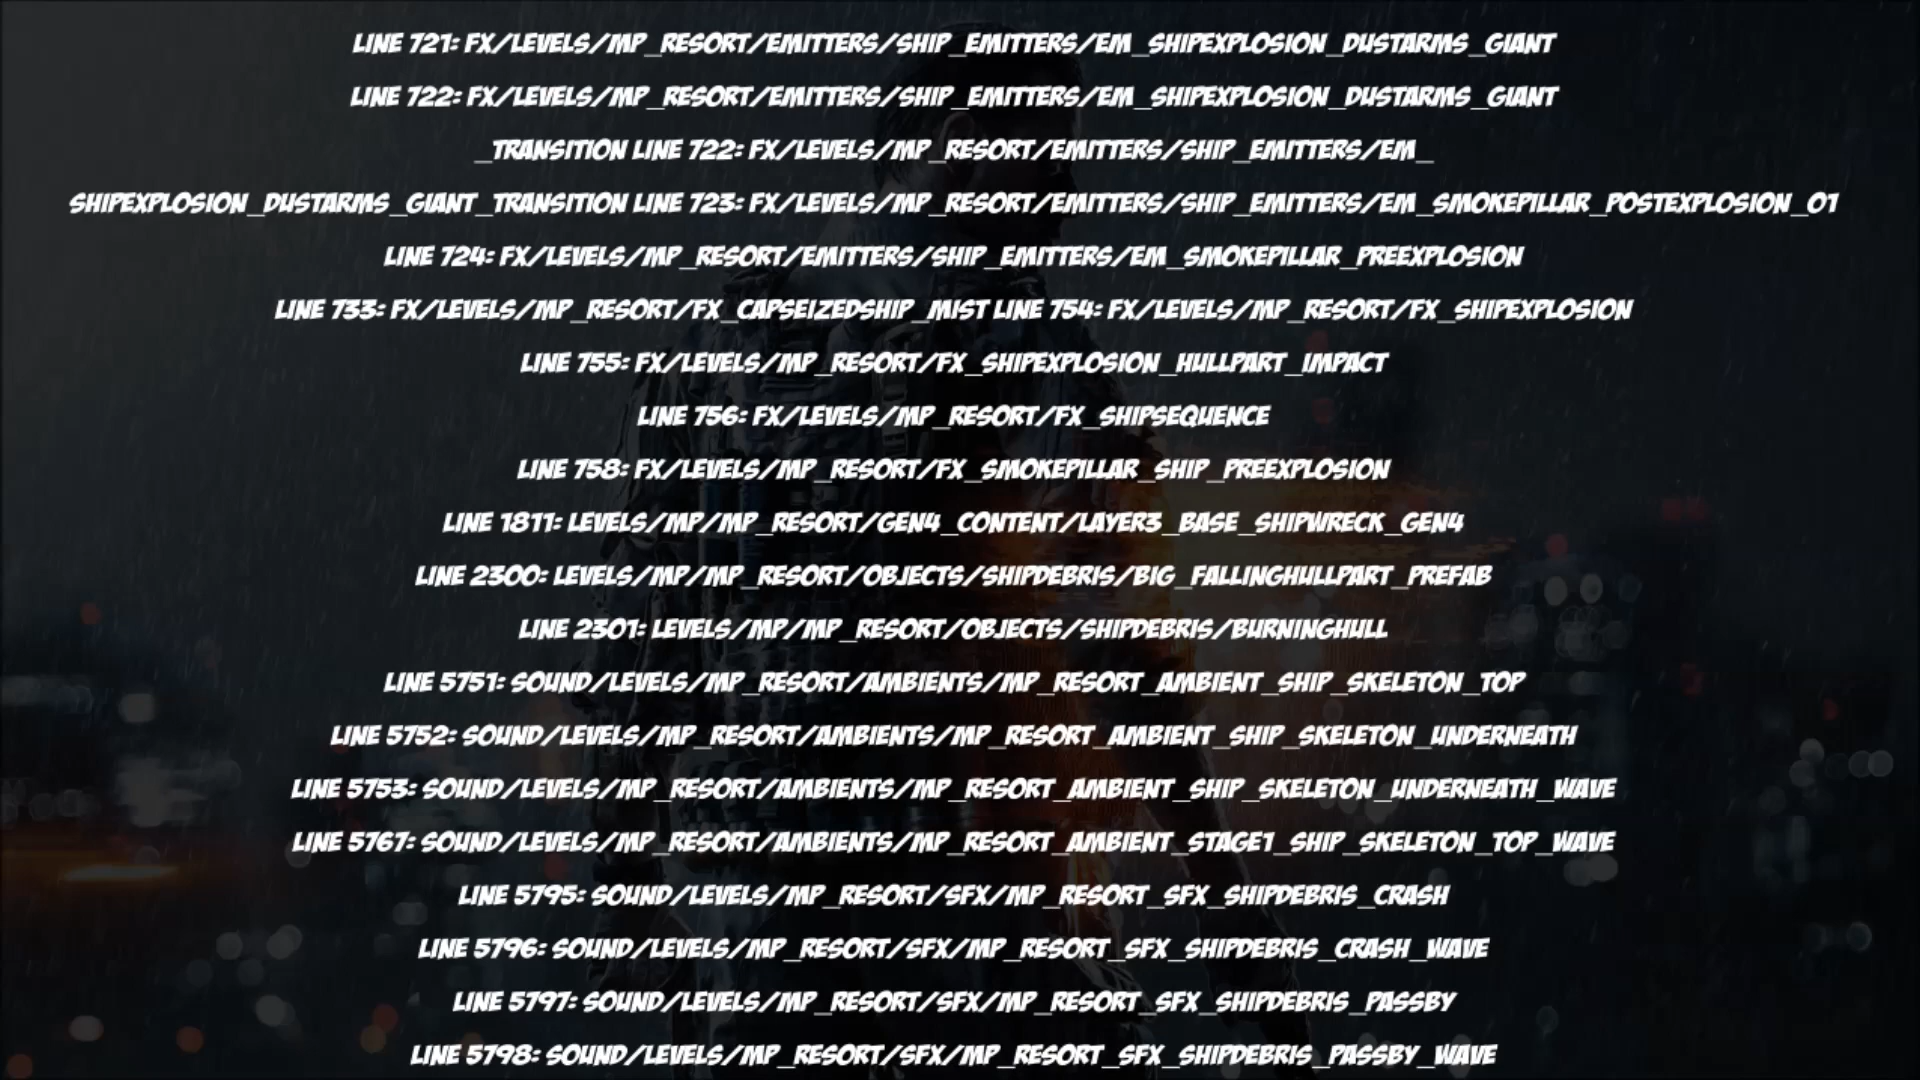 LINE 721: FX/LEVELS/MP_RESORT/EMITTERS/SHIP_EMITTERS/EM_SHIPEXPLOSION_DUSTARMS_GIANT
LINE 722: FX/LEVELS/MP_RESORT/EMITTERS/SHIP_EMITTERS/EM_SHIPEXPLOSION_DUSTARMS_GIANT
_TRANSITION LINE 722: FX/LEVELS/MP_RESORT/EMITTERS/SHIP_EMITTERS/EM_
SHIPEXPLOSION_DUSTARMS_GIANT_TRANSITION LINE 723: FX/LEVELS/MP_RESORT/EMITTERS/SHIP_EMITTERS/EM_SMOKEPILLAR_POSTEXPLOSION_01
LINE 724: FX/LEVELS/MP_RESORT/EMITTERS/SHIP_EMITTERS/EM_SMOKEPILLAR_PREEXPLOSION
LINE 733: FX/LEVELS/MP_RESORT/FX_CAPSEIZEDSHIP_MIST LINE 754: FX/LEVELS/MP_RESORT/FX_SHIPEXPLOSION
LINE 755: FX/LEVELS/MP_RESORT/FX_SHIPEXPLOSION_HULLPART_IMPACT
LINE 756: FX/LEVELS/MP_RESORT/FX_SHIPSEQUENCE
LINE 758: FX/LEVELS/MP_RESORT/FX_SMOKEPILLAR_SHIP_PREEXPLOSION
LINE 1811: LEVELS/MP/MP_RESORT/GEN4_CONTENT/LAYER3_BASE_SHIPWRECK_GEN4
LINE 2300: LEVELS/MP/MP_RESORT/OBJECTS/SHIPDEBRIS/BIG_FALLINGHULLPART_PREFAB
LINE 2301: LEVELS/MP/MP_RESORT/OBJECTS/SHIPDEBRIS/BURNINGHULL
LINE 5751: SOUND/LEVELS/MP_RESORT/AMBIENTS/MP_RESORT_AMBIENT_SHIP_SKELETON_TOP
LINE 5752: SOUND/LEVELS/MP_RESORT/AMBIENTS/MP_RESORT_AMBIENT_SHIP_SKELETON_UNDERNEATH
LINE 5753: SOUND/LEVELS/MP_RESORT/AMBIENTS/MP_RESORT_AMBIENT_SHIP_SKELETON_UNDERNEATH_WAVE
LINE 5767: SOUND/LEVELS/MP_RESORT/AMBIENTS/MP_RESORT_AMBIENT_STAGE1_SHIP_SKELETON_TOP_WAVE
LINE 5795: SOUND/LEVELS/MP_RESORT/SFX/MP_RESORT_SFX_SHIPDEBRIS_CRASH
LINE 5796: SOUND/LEVELS/MP_RESORT/SFX/MP_RESORT_SFX_SHIPDEBRIS_CRASH_WAVE
LINE 5797: SOUND/LEVELS/MP_RESORT/SFX/MP_RESORT_SFX_SHIPDEBRIS_PASSBY
LINE 5798: SOUND/LEVELS/MP_RESORT/SFX/MP_RESORT_SFX_SHIPDEBRIS_PASSBY_WAVE